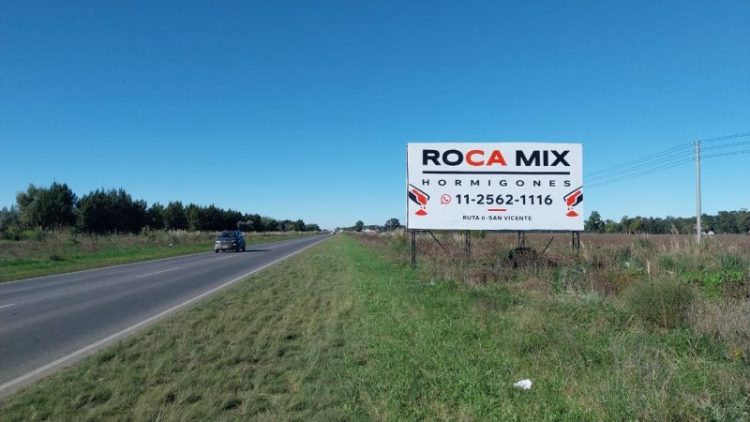 ROCA MIX
HORMIGONES
11-2562-1116
RUTA 6-SAN VICENTE